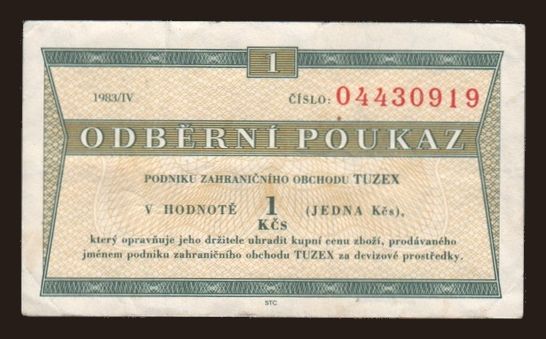 1
1983/IV ČÍSLO: 04430919
ODBĚRNÍ POUKAZ
PODNIKU ZAHRANIČNÍHO OBCHODU TUZEX
V HODNOTĚ 1 (JEDNA Kčs),
KČS
který opravňuje jeho držitele uhradit kupní cenu zboží, prodávaného
jménem podniku zahraničního obchodu TUZEX za devizové prostředky.
STC